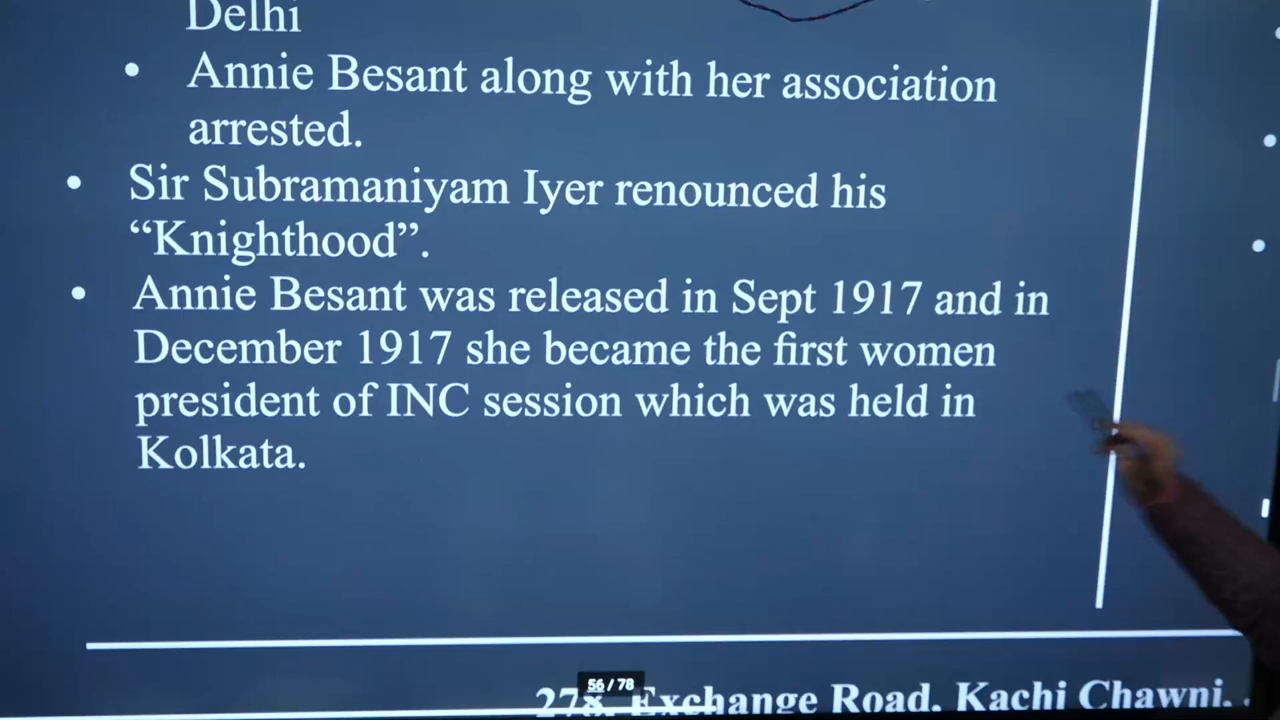 Delhi
• Annie Besant along with her association
arrested.
• Sir Subramaniyam Iyer renounced his
“Knighthood”.
• Annie Besant was released in Sept 1917 and in
December 1917 she became the first women
president of INC session which was held in
Kolkata.
56 / 78
278, Exchange Road, Kachi Chawni,